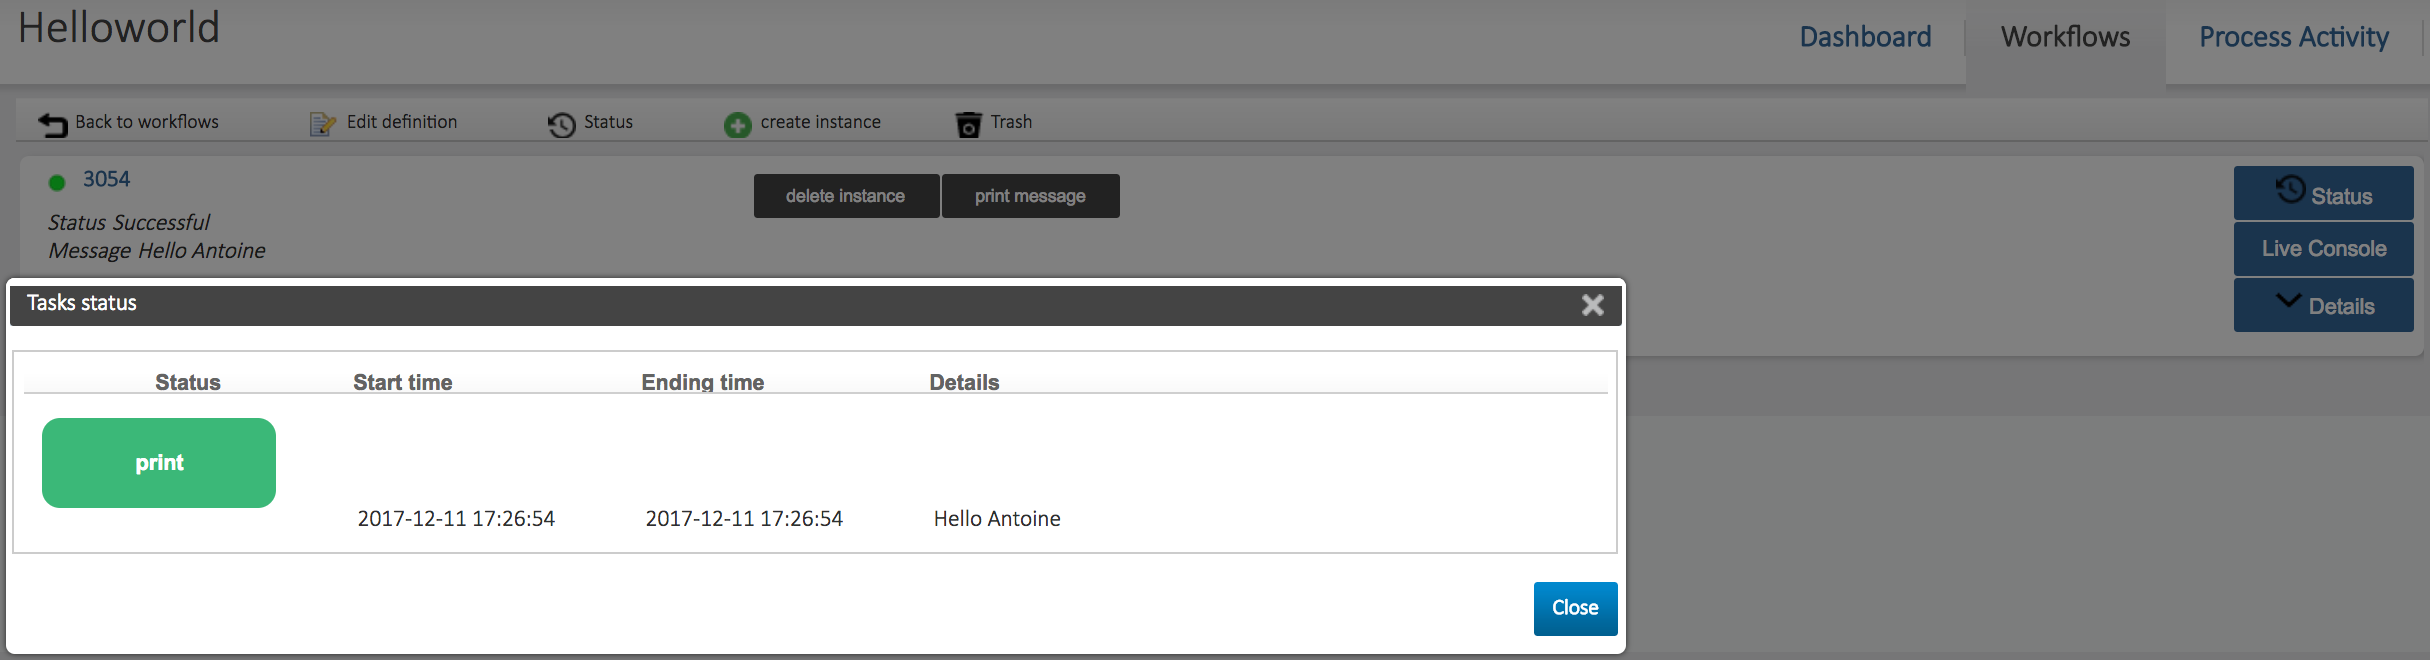 Helloworld
Dashboard Workflows Process Activity
Back to workflows Edit definition Status create instance Trash
3054
delete instance print message
Status
Status Successful
Message Hello Antoine
Live Console
Details
Tasks status
Status Start time Ending time Details
print
2017-12-11 17:26:54 2017-12-11 17:26:54 Hello Antoine
Close